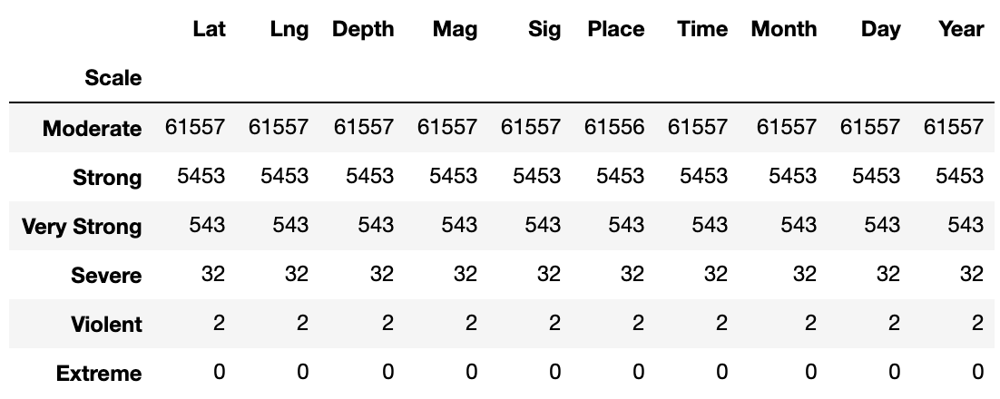 Lat Lng Depth Mag Sig Place Time Month Day Year
Scale
Moderate 61557 61557 61557 61557 61557 61556 61557 61557 61557 61557
Strong 5453 5453 5453 5453 5453 5453 5453 5453 5453 5453
Very Strong 543 543 543 543 543 543 543 543 543 543
Severe 32 32 32 32 32 32 32 32 32 32
Violent 2 2 2 2 2 2 2 2 2 2
Extreme 0 0 0 0 0 0 0 0 0 0